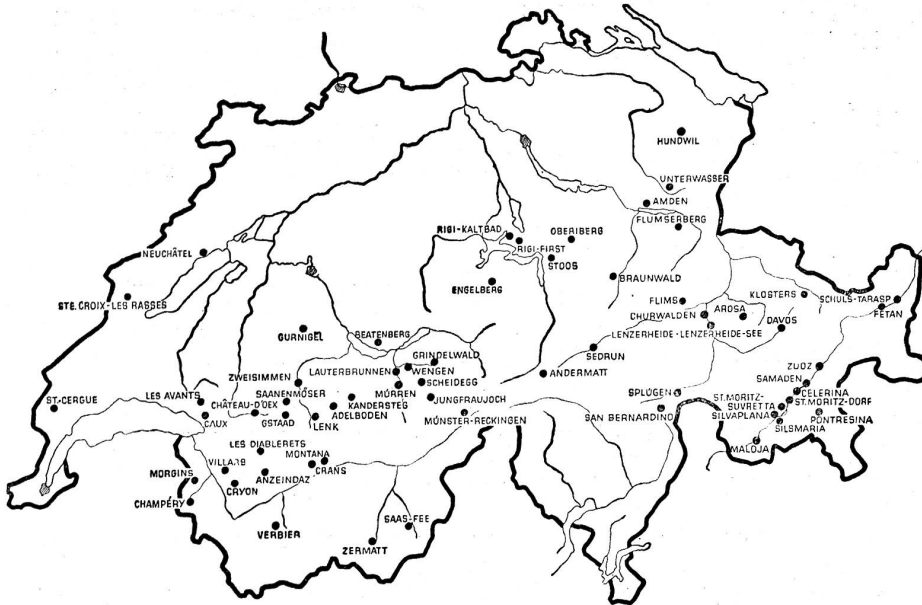 HUNDWIL
UNTERWASSER
AMDEN
FLUMSERBERG
RIGI-KALTBAD
OBERIBERG
RIGI-FIRST
STOOS
NEUCHÂTEL
BRAUNWALD
ENGELBERG
STE. CROIX-LES RASSES
FLIMS
KLOSTERS
SCHULS-TARASP
FETAN
CHURWALDEN
AROSA
DAVOS
GURNIGEL
BEATENBERG
LENZERHEIDE-LENZERHEIDE-SEE
GRINDELWALD
SEDRUN
ANDERMATT
ZUOZ
LAUTERBRUNNEN
WENGEN
ZWEISIMMEN
SCHEIDEGG
SAMADEN
MÜRREN
SPLÜGEN
CELERINA
LES AVANTS
SAANENMÖSER
KANDERSTEG
JUNGFRAUJOCH
ST. MORITZ-
SUVRETTA
ST. MORITZ-DORF
ST-CERGUE
CHÂTEAU-D'OEX
ADELBODEN
SAN BERNARDINO
SILVAPLANA
PONTRESINA
CAUX
GSTAAD
LENK
MÜNSTER-RECKINGEN
SILSMARIA
LES DIABLERETS
MALOJA
MONTANA
VILLARS
CRANS
MORGINS
ANZEINDAZ
CRYON
CHAMPÉRY
SAAS-FEE
VERBIER
ZERMATT